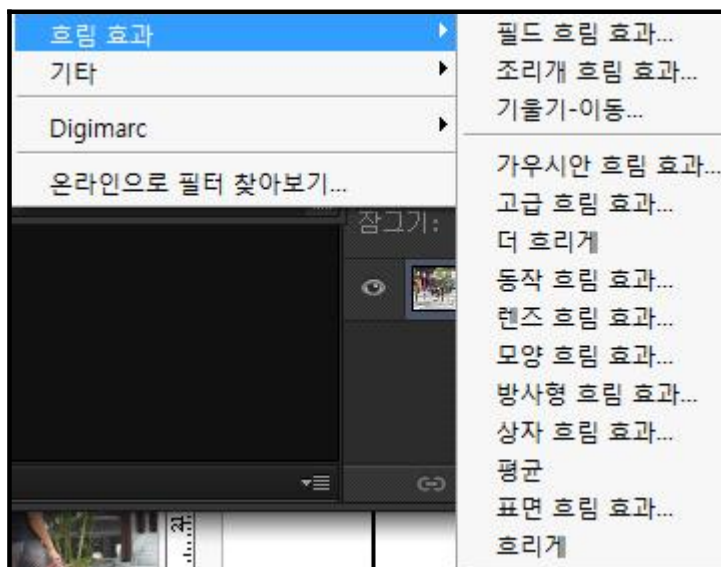 흐림 효과
기타
Digimarc
온라인으로 필터 찾아보기...
잠그기:
필드 흐림 효과...
조리개 흐림 효과...
기울기-이동...
가우시안 흐림 효과...
고급 흐림 효과...
더 흐리게
동작 흐림 효과...
렌즈 흐림 효과...
모양 흐림 효과...
방사형 흐림 효과...
상자 흐림 효과...
평균
표면 흐림 효과...
흐리게